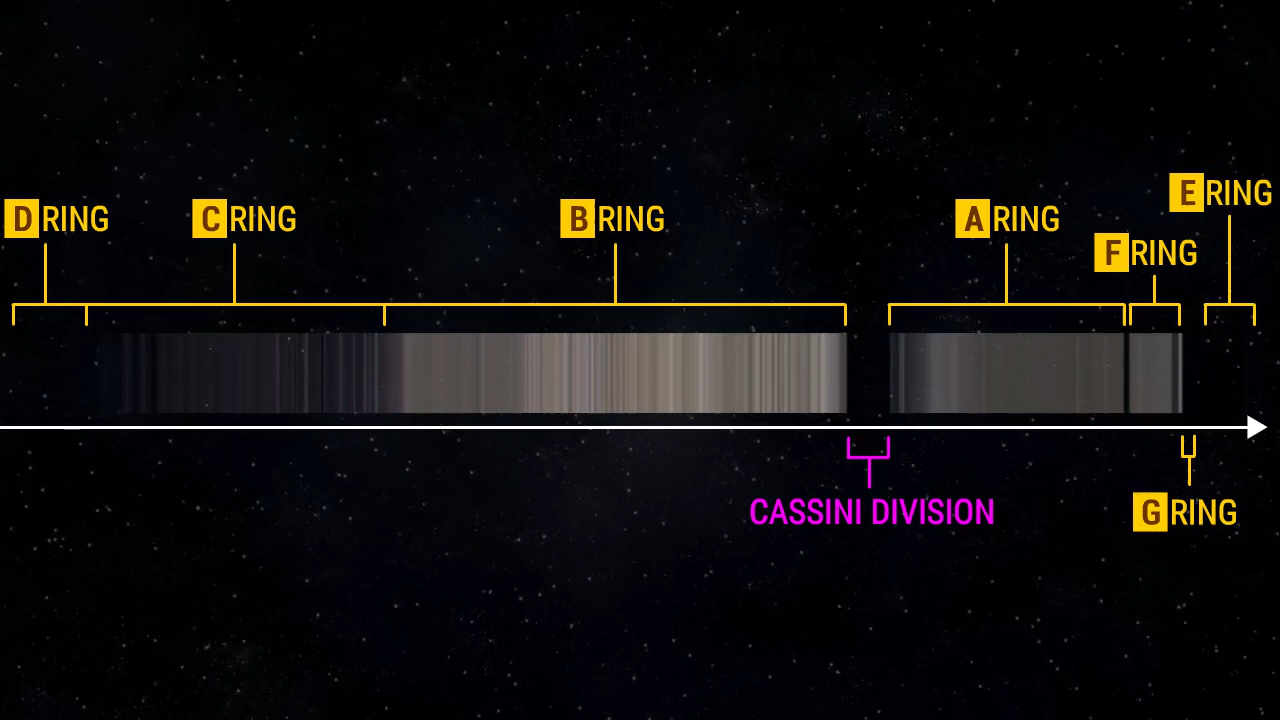 D RING
C RING
B RING
A RING
F RING
E RING
CASSINI DIVISION
G RING